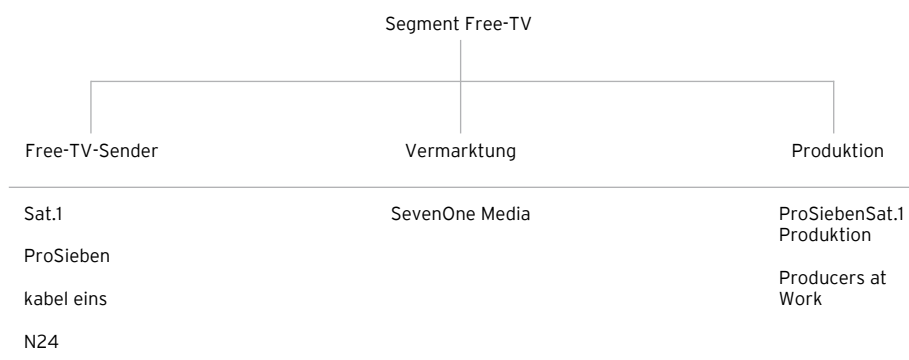 Segment Free-TV
Free-TV-Sender
Vermarktung
Produktion
Sat.1
ProSieben
kabel eins
N24
SevenOne Media
ProSiebenSat.1
Produktion
Producers at
Work